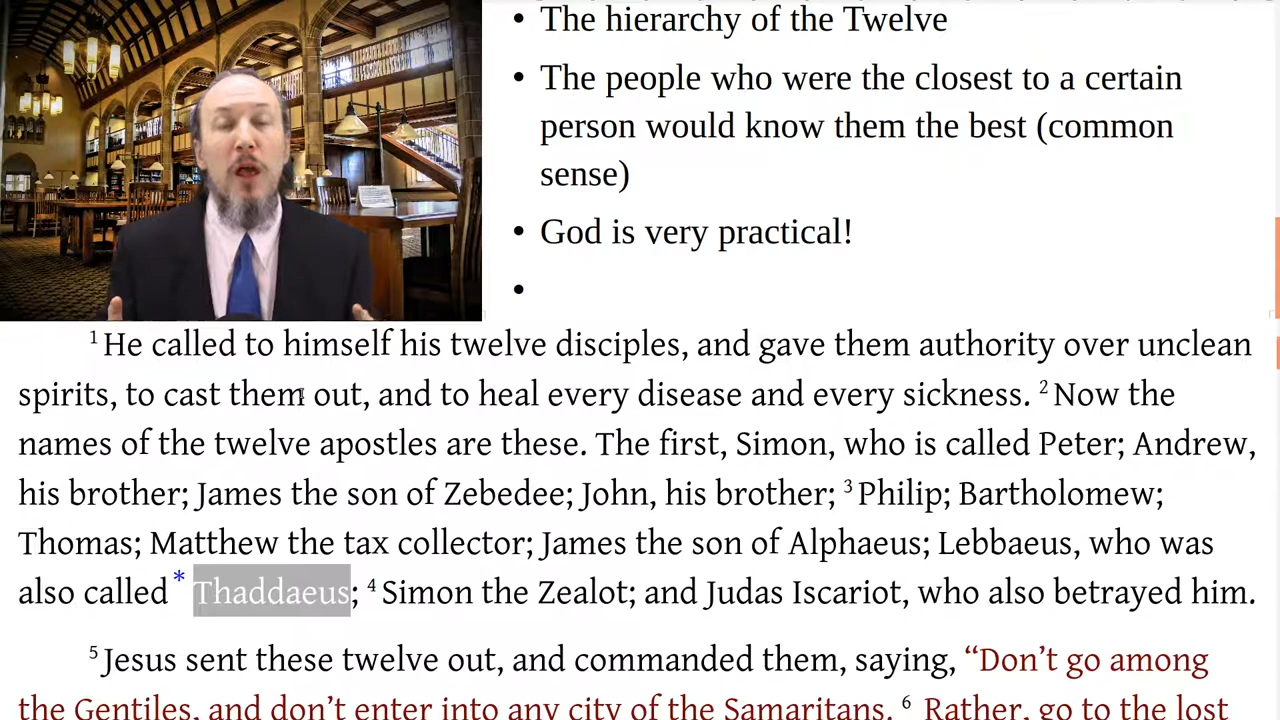 • The hierarchy of the Twelve
• The people who were the closest to a certain
person would know them the best (common
sense)
• God is very practical!
•
1 He called to himself his twelve disciples, and gave them authority over unclean
spirits, to cast them out, and to heal every disease and every sickness. 2 Now the
names of the twelve apostles are these. The first, Simon, who is called Peter; Andrew,
his brother; James the son of Zebedee; John, his brother; 3 Philip; Bartholomew;
Thomas; Matthew the tax collector; James the son of Alphaeus; Lebbaeus, who was
also called * Thaddaeus; 4 Simon the Zealot; and Judas Iscariot, who also betrayed him.
5 Jesus sent these twelve out, and commanded them, saying, “Don’t go among
the Gentiles, and don’t enter into any city of the Samaritans. 6 Rather, go to the lost